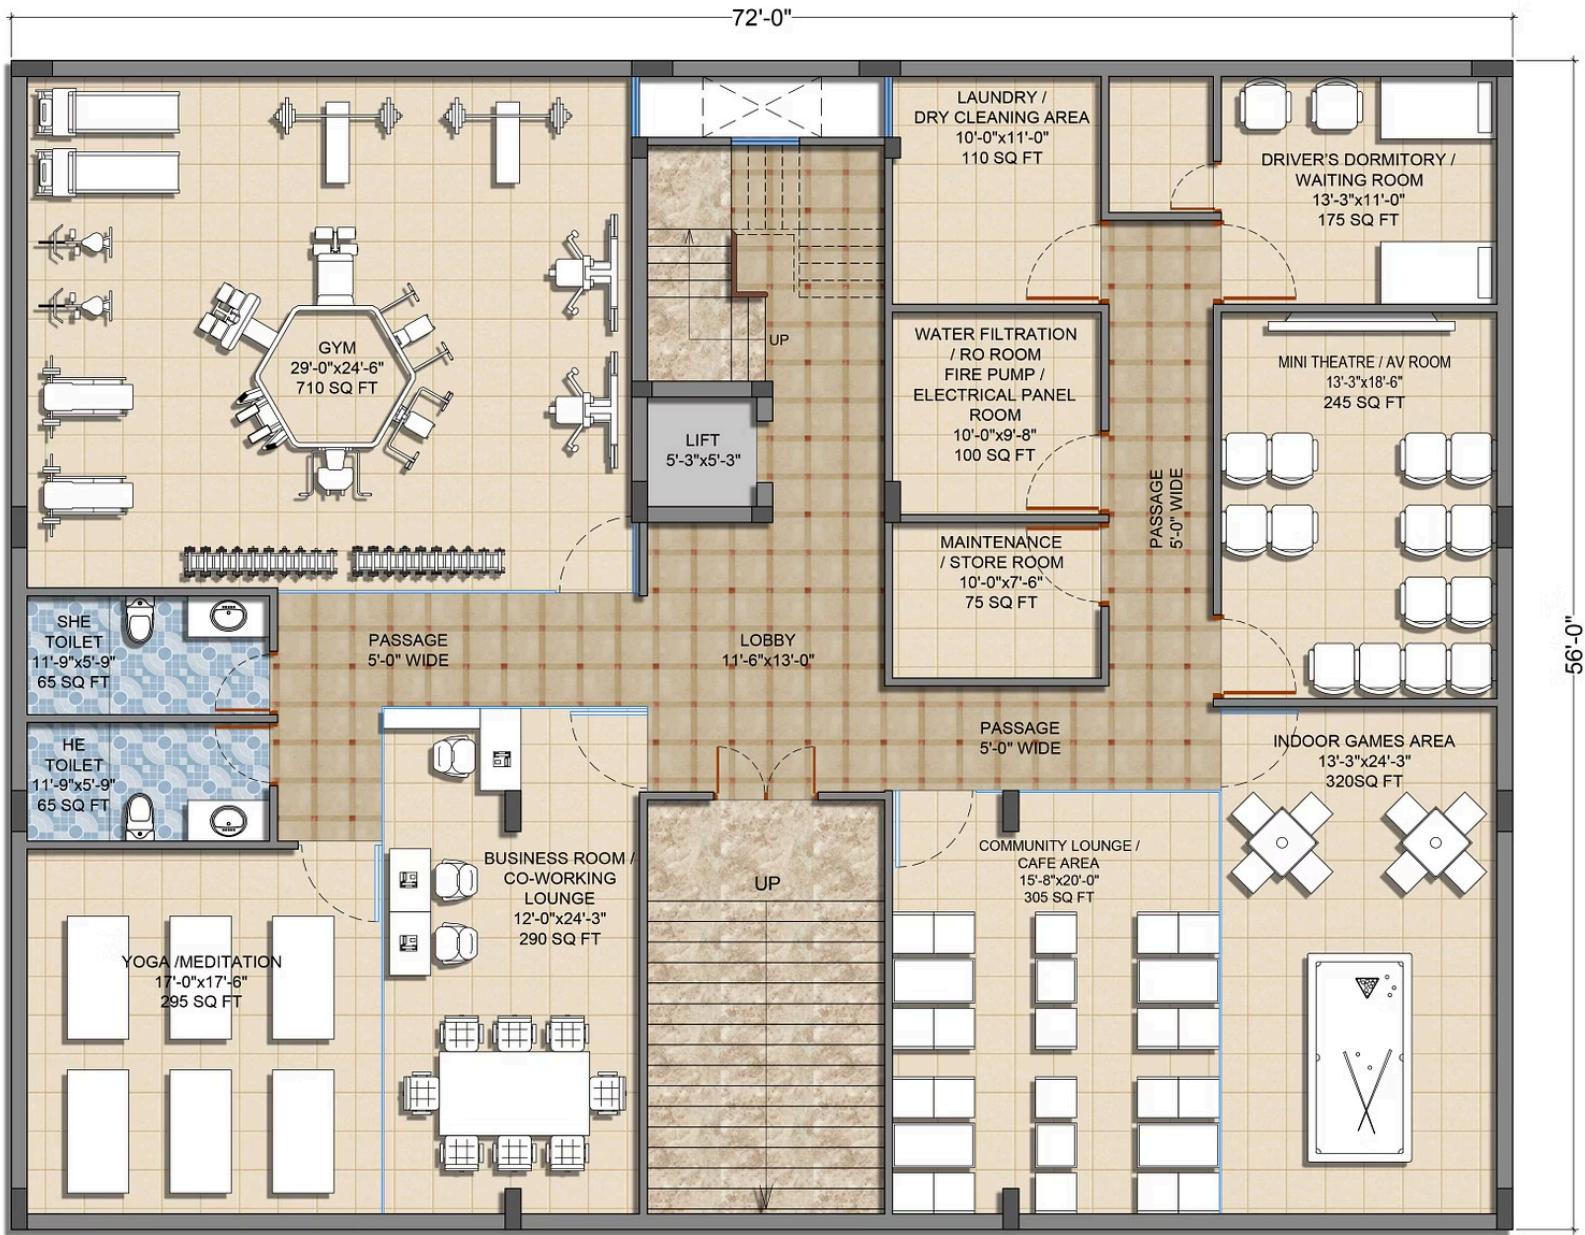 72'-0"
LAUNDRY /
DRY CLEANING AREA
10'-0"x11'-0"
110 SQ FT
DRIVER'S DORMITORY /
WAITING ROOM
13'-3"x11'-0"
175 SQ FT
GYM
29'-0"x24'-6"
710 SQ FT
UP
WATER FILTRATION
/ RO ROOM
FIRE PUMP /
ELECTRICAL PANEL
ROOM
10'-0"x9'-8"
100 SQ FT
MINI THEATRE / AV ROOM
13'-3"x18'-6"
245 SQ FT
LIFT
5'-3"x5'-3"
PASSAGE
5'-0" WIDE
MAINTENANCE
/ STORE ROOM
10'-0"x7'-6"
75 SQ FT
SHE
TOILET
11'-9"x5'-9"
65 SQ FT
PASSAGE
5'-0" WIDE
LOBBY
11'-6"x13'-0"
56'-0"
HE
TOILET
11'-9"x5'-9"
65 SQ FT
PASSAGE
5'-0" WIDE
INDOOR GAMES AREA
13'-3"x24'-3"
320SQ FT
BUSINESS ROOM /
CO-WORKING
LOUNGE
12'-0"x24'-3"
290 SQ FT
UP
COMMUNITY LOUNGE /
CAFE AREA
15'-8"x20'-0"
305 SQ FT
YOGA /MEDITATION
17'-0"x17'-6"
295 SQ FT